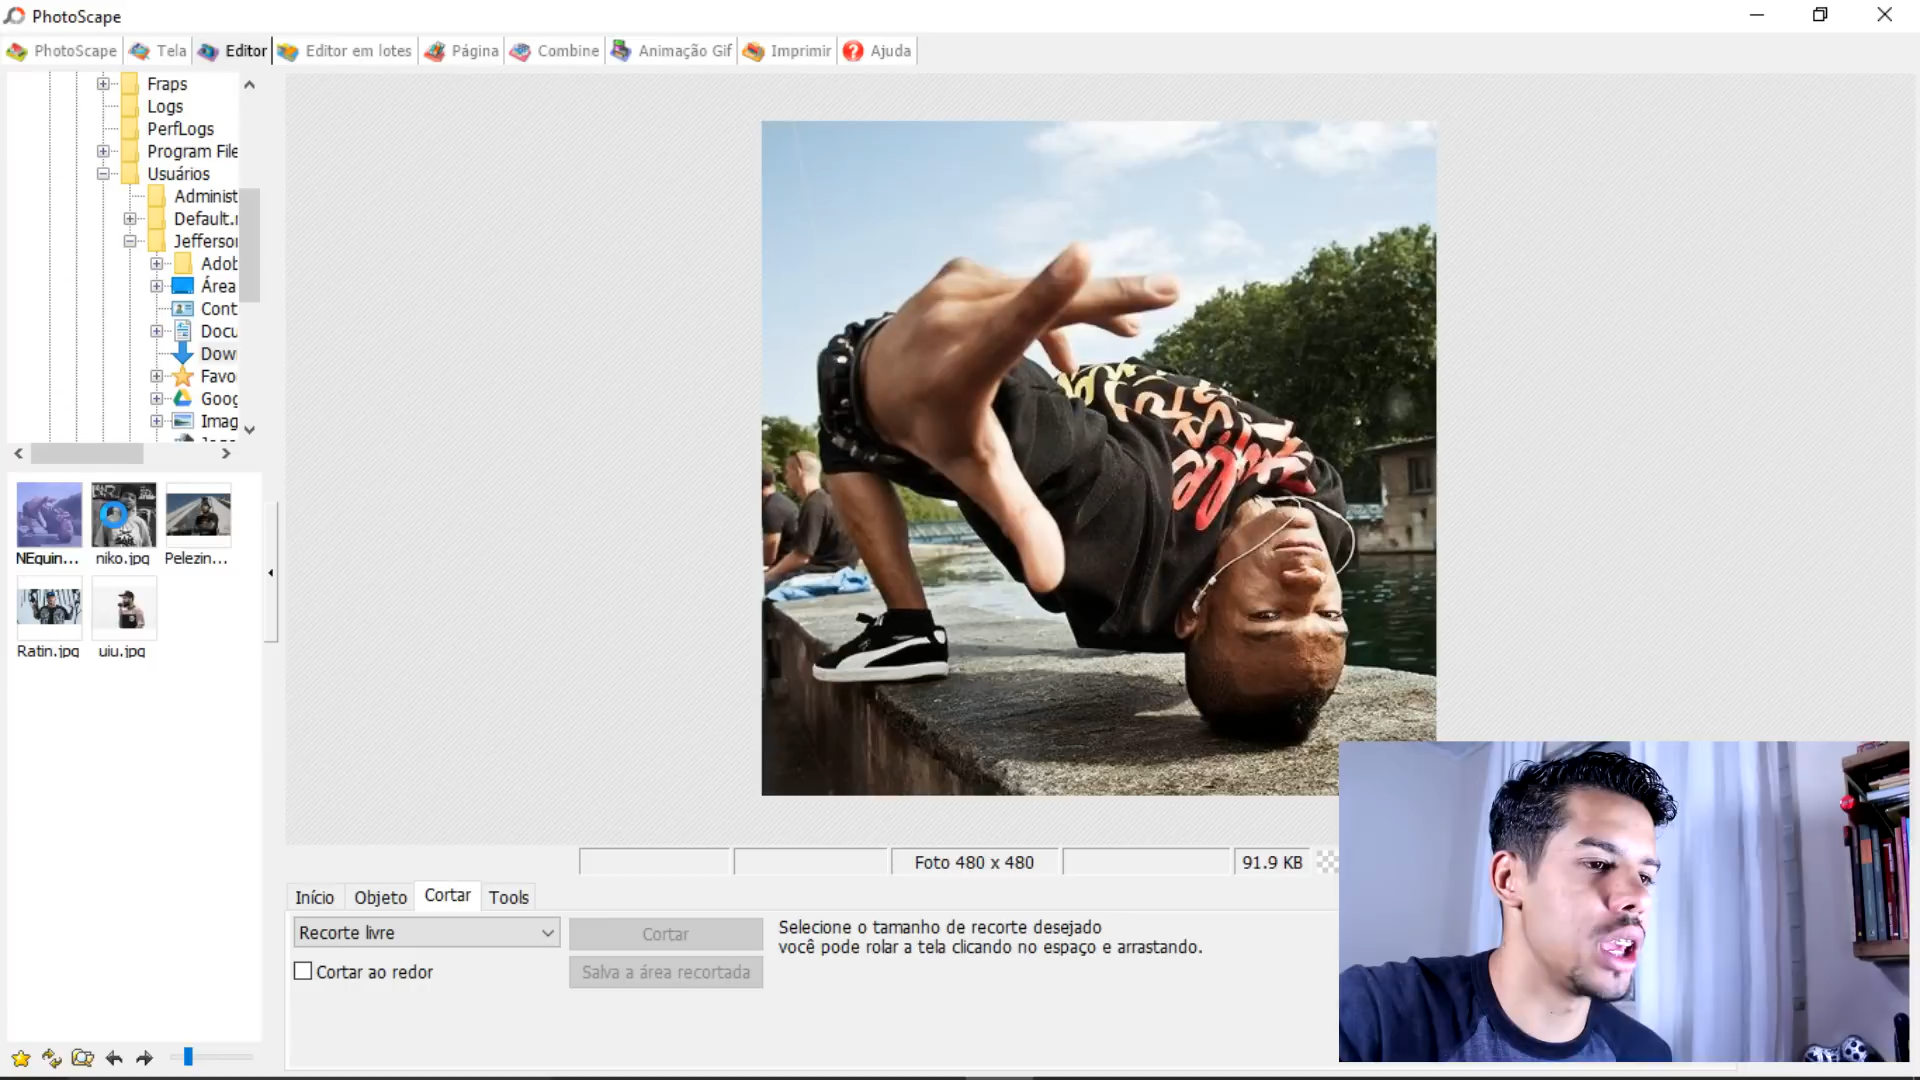 PhotoScape
PhotoScape Tela Editor Editor em lotes Página Combine Animação Gif Imprimir Ajuda
Fraps
Logs
PerfLogs
Program File
Usuários
Administ
Default.r
Jefferson
Adob
Área
Cont
Docu
Dow
Favo
Goog
Imag
NEguin... niko.jpg Pelezin...
Ratin.jpg uiu.jpg
Foto 480 x 480 91.9 KB
Início Objeto Cortar Tools
Recorte livre
Cortar
Selecione o tamanho de recorte desejado
você pode rolar a tela clicando no espaço e arrastando.
Cortar ao redor
Salva a área recortada